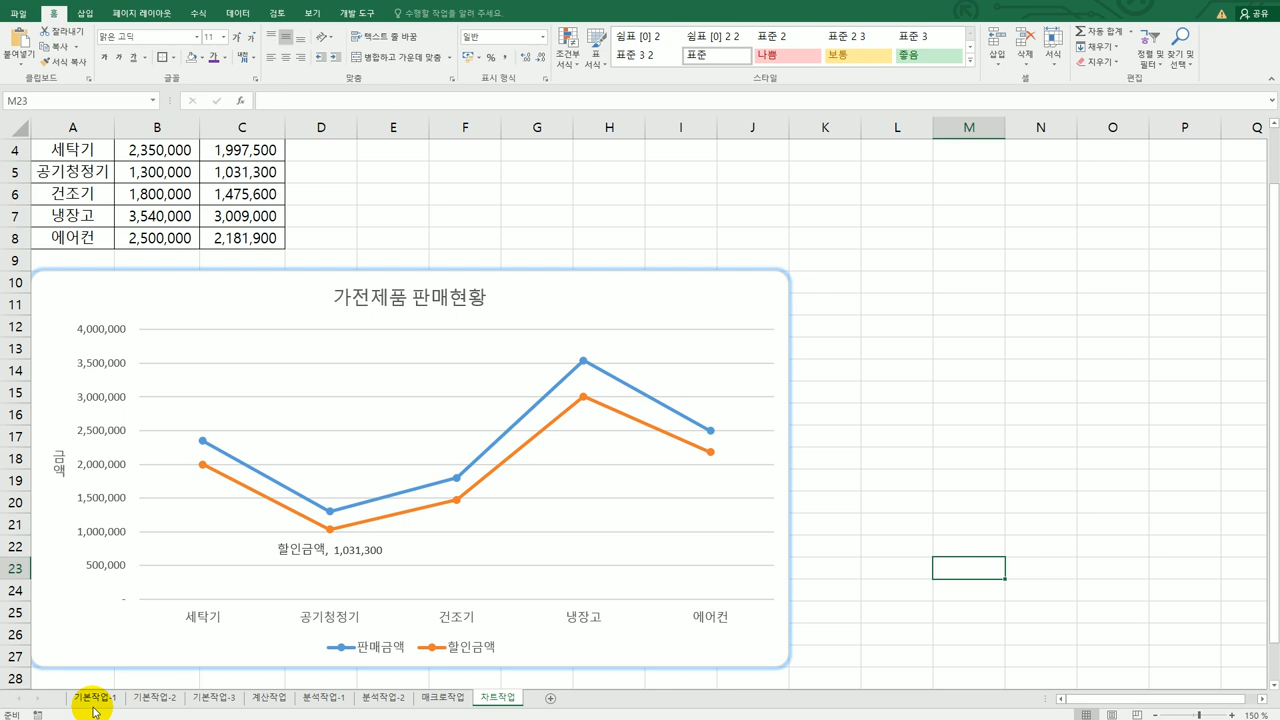 파일 홈 삽입 페이지 레이아웃 수식 데이터 검토 보기 개발 도구 수행할 작업을 알려 주세요. 공유
붙여넣기 잘라내기 복사 서식 복사
맑은 고딕 11 가 가
가 가 가 가
텍스트 줄 바꿈
병합하고 가운데 맞춤
일반
% ,
조건부 서식 표 서식
쉼표 [0] 2 쉼표 [0] 2 2 표준 2 표준 2 3 표준 3
표준 3 2 표준 나쁨 보통 좋음
삽입 삭제 서식
자동 합계 채우기 지우기
정렬 및 필터 찾기 및 선택
클립보드 글꼴 맞춤 표시 형식 스타일 셀 편집
M23 fx
A B C D E F G H I J K L M N O P Q
4 세탁기 2,350,000 1,997,500
5 공기청정기 1,300,000 1,031,300
6 건조기 1,800,000 1,475,600
7 냉장고 3,540,000 3,009,000
8 에어컨 2,500,000 2,181,900
9
10
11
12
13
14
15
16
17
18
19
20
21
22
23
24
25
26
27
28
가전제품 판매현황
4,000,000
3,500,000
3,000,000
2,500,000
2,000,000
1,500,000
1,000,000
500,000
-
금액
할인금액, 1,031,300
세탁기 공기청정기 건조기 냉장고 에어컨
판매금액 할인금액
기본작업-1 기본작업-2 기본작업-3 계산작업 분석작업-1 분석작업-2 매크로작업 차트작업
준비 150 %